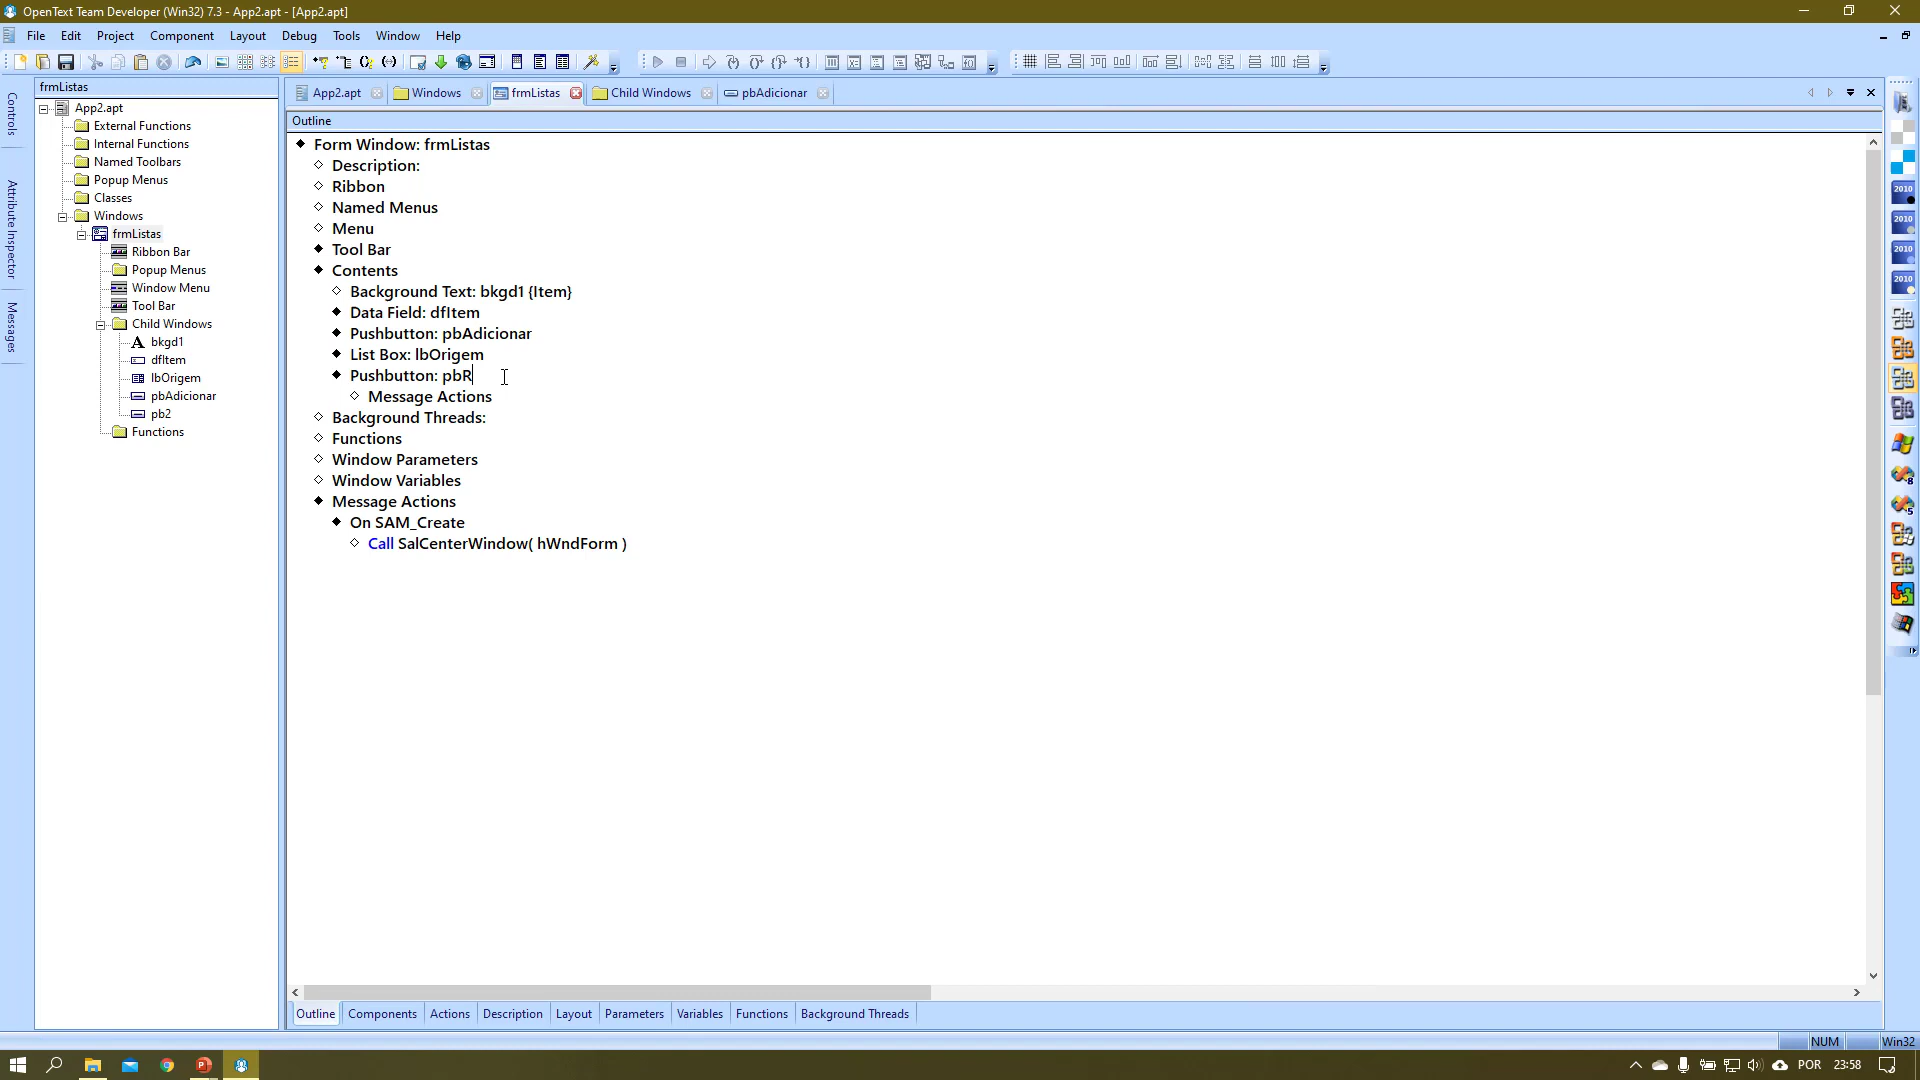 OpenText Team Developer (Win32) 7.3 - App2.apt - [App2.apt]
File Edit Project Component Layout Debug Tools Window Help
frmListas
App2.apt
External Functions
Internal Functions
Named Toolbars
Popup Menus
Classes
Windows
frmListas
Ribbon Bar
Popup Menus
Window Menu
Tool Bar
Child Windows
bkgd1
dfItem
lbOrigem
pbAdicionar
pb2
Functions
Controls
Attribute Inspector
Messages
App2.apt Windows frmListas Child Windows pbAdicionar
Outline
Form Window: frmListas
Description:
Ribbon
Named Menus
Menu
Tool Bar
Contents
Background Text: bkgd1 {Item}
Data Field: dfItem
Pushbutton: pbAdicionar
List Box: lbOrigem
Pushbutton: pbR
Message Actions
Background Threads:
Functions
Window Parameters
Window Variables
Message Actions
On SAM_Create
Call SalCenterWindow( hWndForm )
Outline Components Actions Description Layout Parameters Variables Functions Background Threads
2010
2010
2010
2010
NUM Win32
POR 23:58